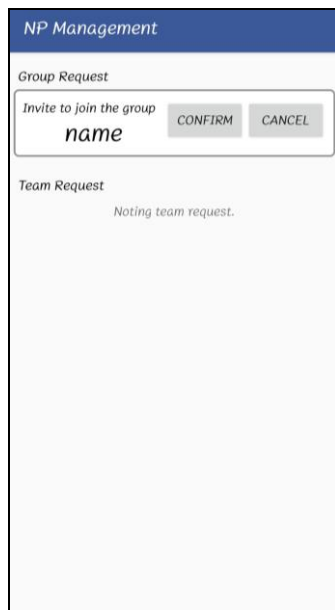 NP Management
Group Request
Invite to join the group
name
CONFIRM
CANCEL
Team Request
Noting team request.